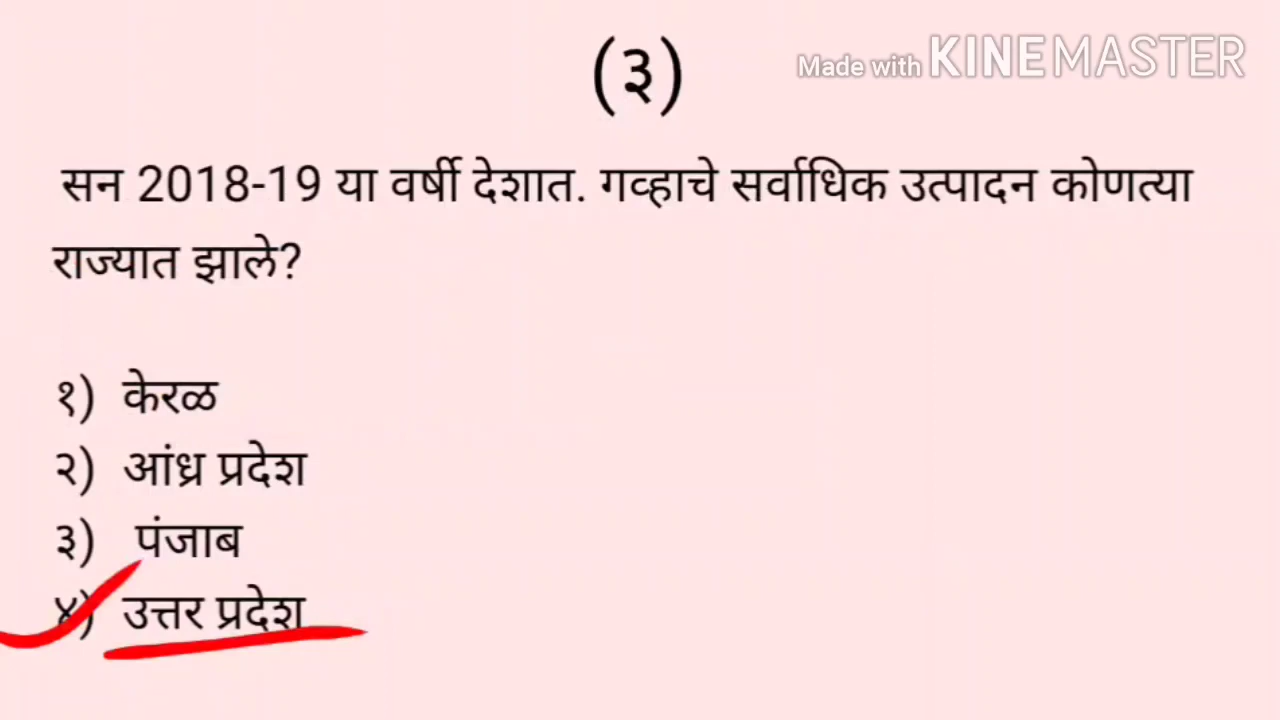 (३)
Made with KINEMASTER
सन 2018-19 या वर्षी देशात. गव्हाचे सर्वाधिक उत्पादन कोणत्या
राज्यात झाले?
१) केरळ
२) आंध्र प्रदेश
३) पंजाब
४) उत्तर प्रदेश